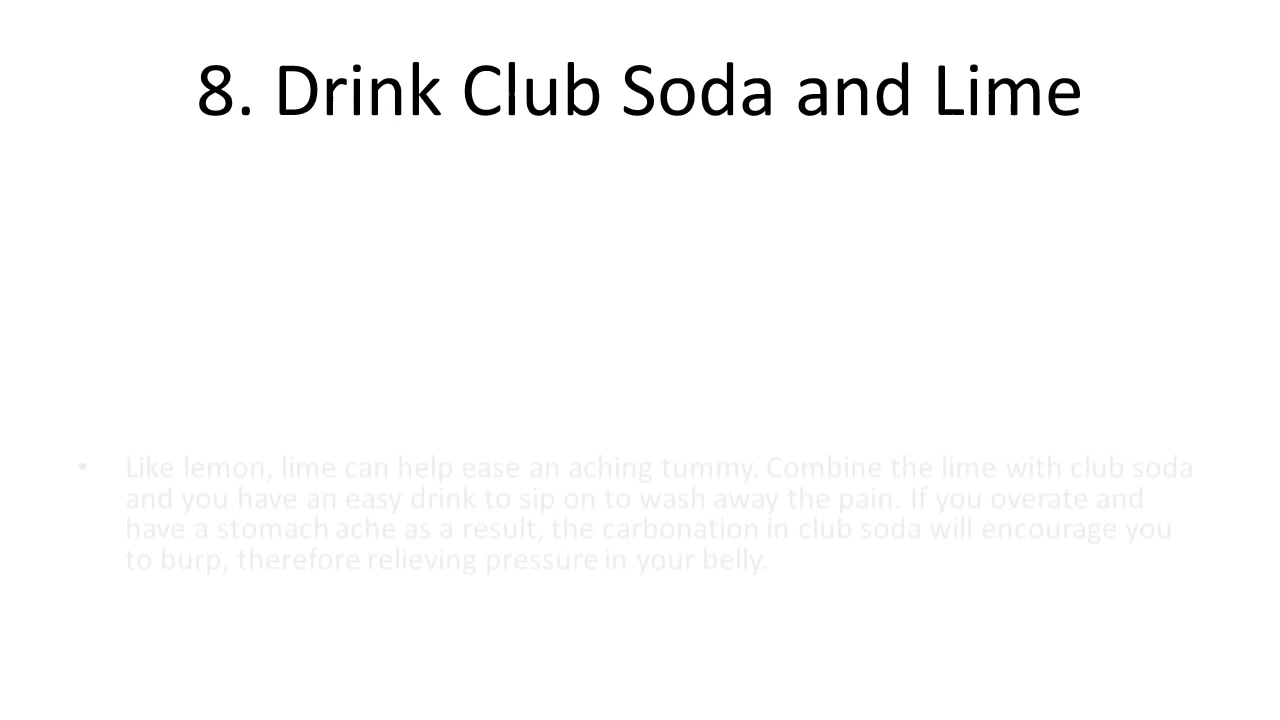 8. Drink Club Soda and Lime
• Like lemon, lime can help ease an aching tummy. Combine the lime with club soda
and you have an easy drink to sip on to wash away the pain. If you overate and
have a stomach ache as a result, the carbonation in club soda will encourage you
to burp, therefore relieving pressure in your belly.